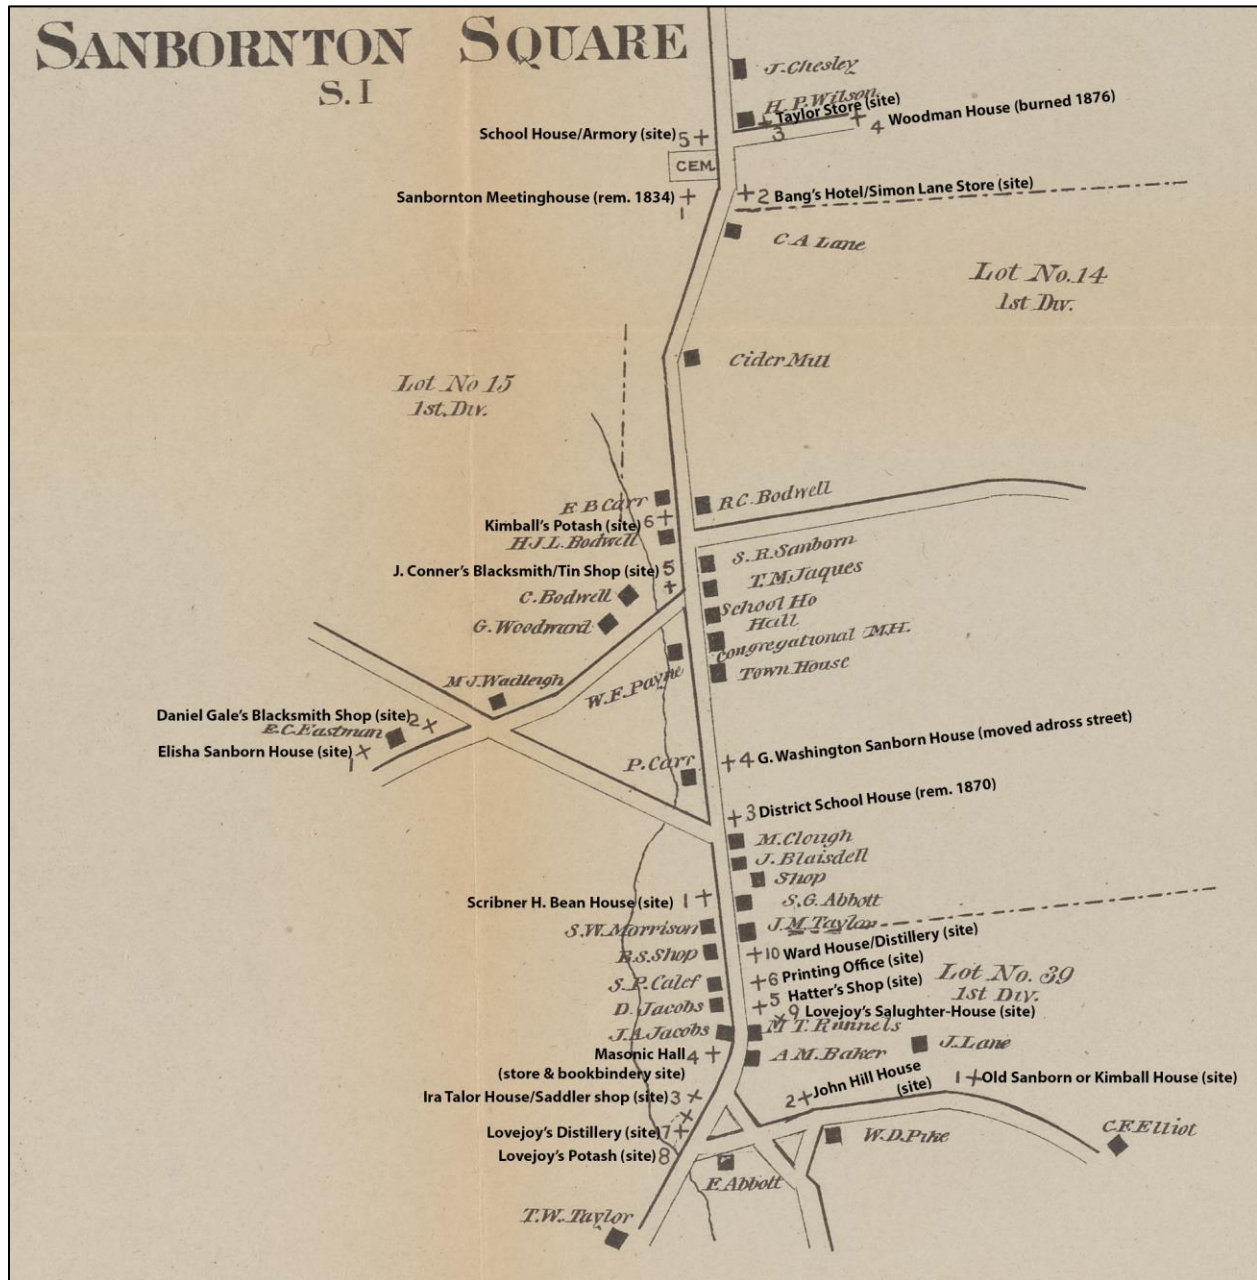 SANBORNTON SQUARE
S. I
J. Chesley
H. P. Wilson
Taylor Store (site)
3
4 Woodman House (burned 1876)
School House/Armory (site) 5
CEM.
Sanbornton Meetinghouse (rem. 1834)
1
2 Bang's Hotel/Simon Lane Store (site)
C A Lane
Lot No. 14
1st Div.
Cider Mill
Lot No 15
1st. Div.
E B Carr
R.C. Bodwell
Kimball's Potash (site) 6
H.J.L. Bodwell
S. R. Sanborn
J. Conner's Blacksmith/Tin Shop (site) 5
T. M. Jaques
C. Bodwell
School Ho
G. Woodward
Hall
Congregational M.H.
Town House
M J. Wadleigh
W. F. Payne
Daniel Gale's Blacksmith Shop (site) 2
E. C. Eastman
Elisha Sanborn House (site)
1
4 G. Washington Sanborn House (moved adross street)
P. Carr
3 District School House (rem. 1870)
M. Clough
J. Blaisdell
Shop
Scribner H. Bean House (site) 1
S. G. Abbott
S. W. Morrison
J. M. Taylor
B. S. Shop
10 Ward House/Distillery (site)
6 Printing Office (site)
Lot No. 39
1st Div.
S. P. Calef
5 Hatter's Shop (site)
D. Jacobs
9 Lovejoy's Salughter-House (site)
J. A Jacobs
M T. Runnels
J. Lane
Masonic Hall 4
(store & bookbindery site)
A M. Baker
1 Old Sanborn or Kimball House (site)
Ira Talor House/Saddler shop (site) 3
2 John Hill House
(site)
Lovejoy's Distillery (site) 7
W. D. Pike
C. F. Elliot
Lovejoy's Potash (site) 8
F. Abbott
T. W. Taylor